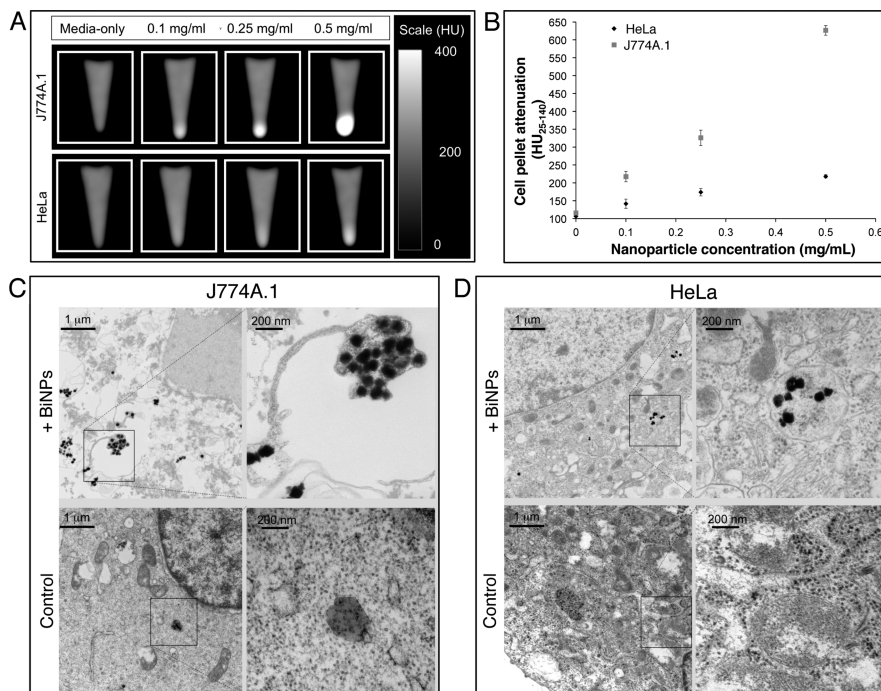 A
Media-only 0.1 mg/ml 0.25 mg/ml 0.5 mg/ml
Scale (HU)
400
200
0
J774A.1
HeLa
B
HeLa
J774A.1
Cell pellet attenuation
(HU25-140)
650
600
550
500
450
400
350
300
250
200
150
100
0 0.1 0.2 0.3 0.4 0.5 0.6
Nanoparticle concentration (mg/mL)
C
J774A.1
+ BiNPs
1 μm
200 nm
Control
1 μm
200 nm
D
HeLa
+ BiNPs
1 μm
200 nm
Control
1 μm
200 nm